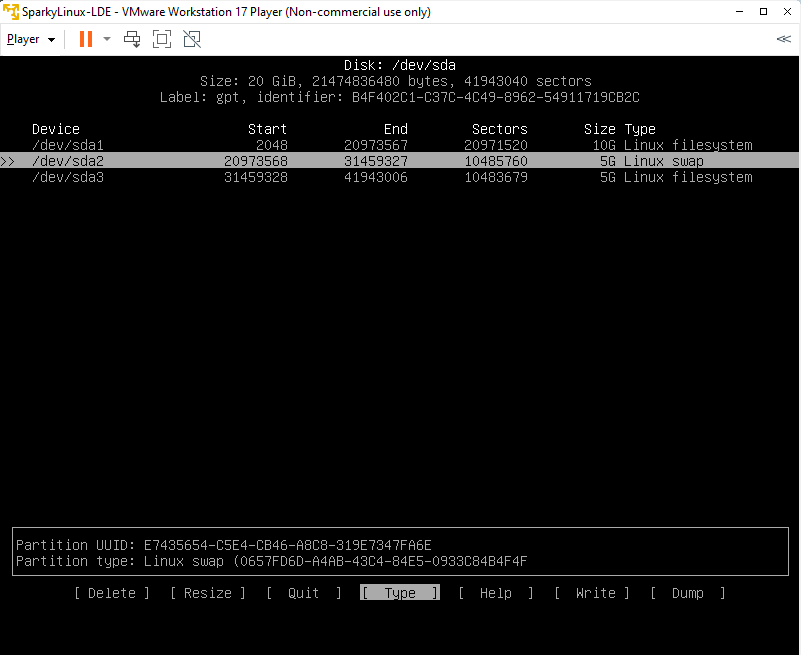 SparkyLinux-LDE - VMware Workstation 17 Player (Non-commercial use only)
Player
Disk: /dev/sda
Size: 20 GiB, 21474836480 bytes, 41943040 sectors
Label: gpt, identifier: B4F402C1-C37C-4C49-8962-54911719CB2C
Device Start End Sectors Size Type
/dev/sda1 2048 20973567 20971520 10G Linux filesystem
>> /dev/sda2 20973568 31459327 10485760 5G Linux swap
/dev/sda3 31459328 41943006 10483679 5G Linux filesystem
Partition UUID: E7435654-C5E4-CB46-A8C8-319E7347FA6E
Partition type: Linux swap (0657FD6D-A4AB-43C4-84E5-0933C84B4F4F
[ Delete ] [ Resize ] [ Quit ] [ Type ] [ Help ] [ Write ] [ Dump ]